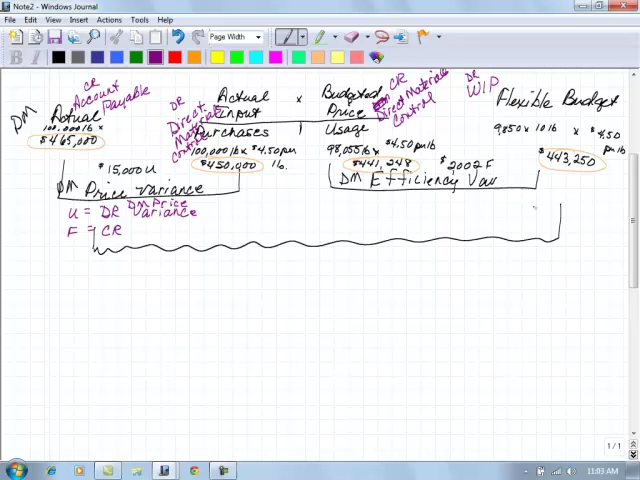 Note2 - Windows Journal
File Edit View Insert Actions Tools Help
Page Width
B I
DM
CR
Account
Payable
Actual
100,000 lb x
$465,000
DR
Direct
Materials
Control
Actual
input
x
Budgeted
Price
Purchases
Usage
100,000 lb x $4.50 per
lb.
$450,000
98,055 lb x $4.50 per lb
$441,248
CR
Direct Materials
Control
DR
WIP
Flexible Budget
9,850 x 10 lb x $4.50
per lb
$443,250
$15,000 U
DM Price Variance
$2002 F
DM Efficiency Var
U = DR DM Price
Variance
F = CR
1 / 1
11:03 AM